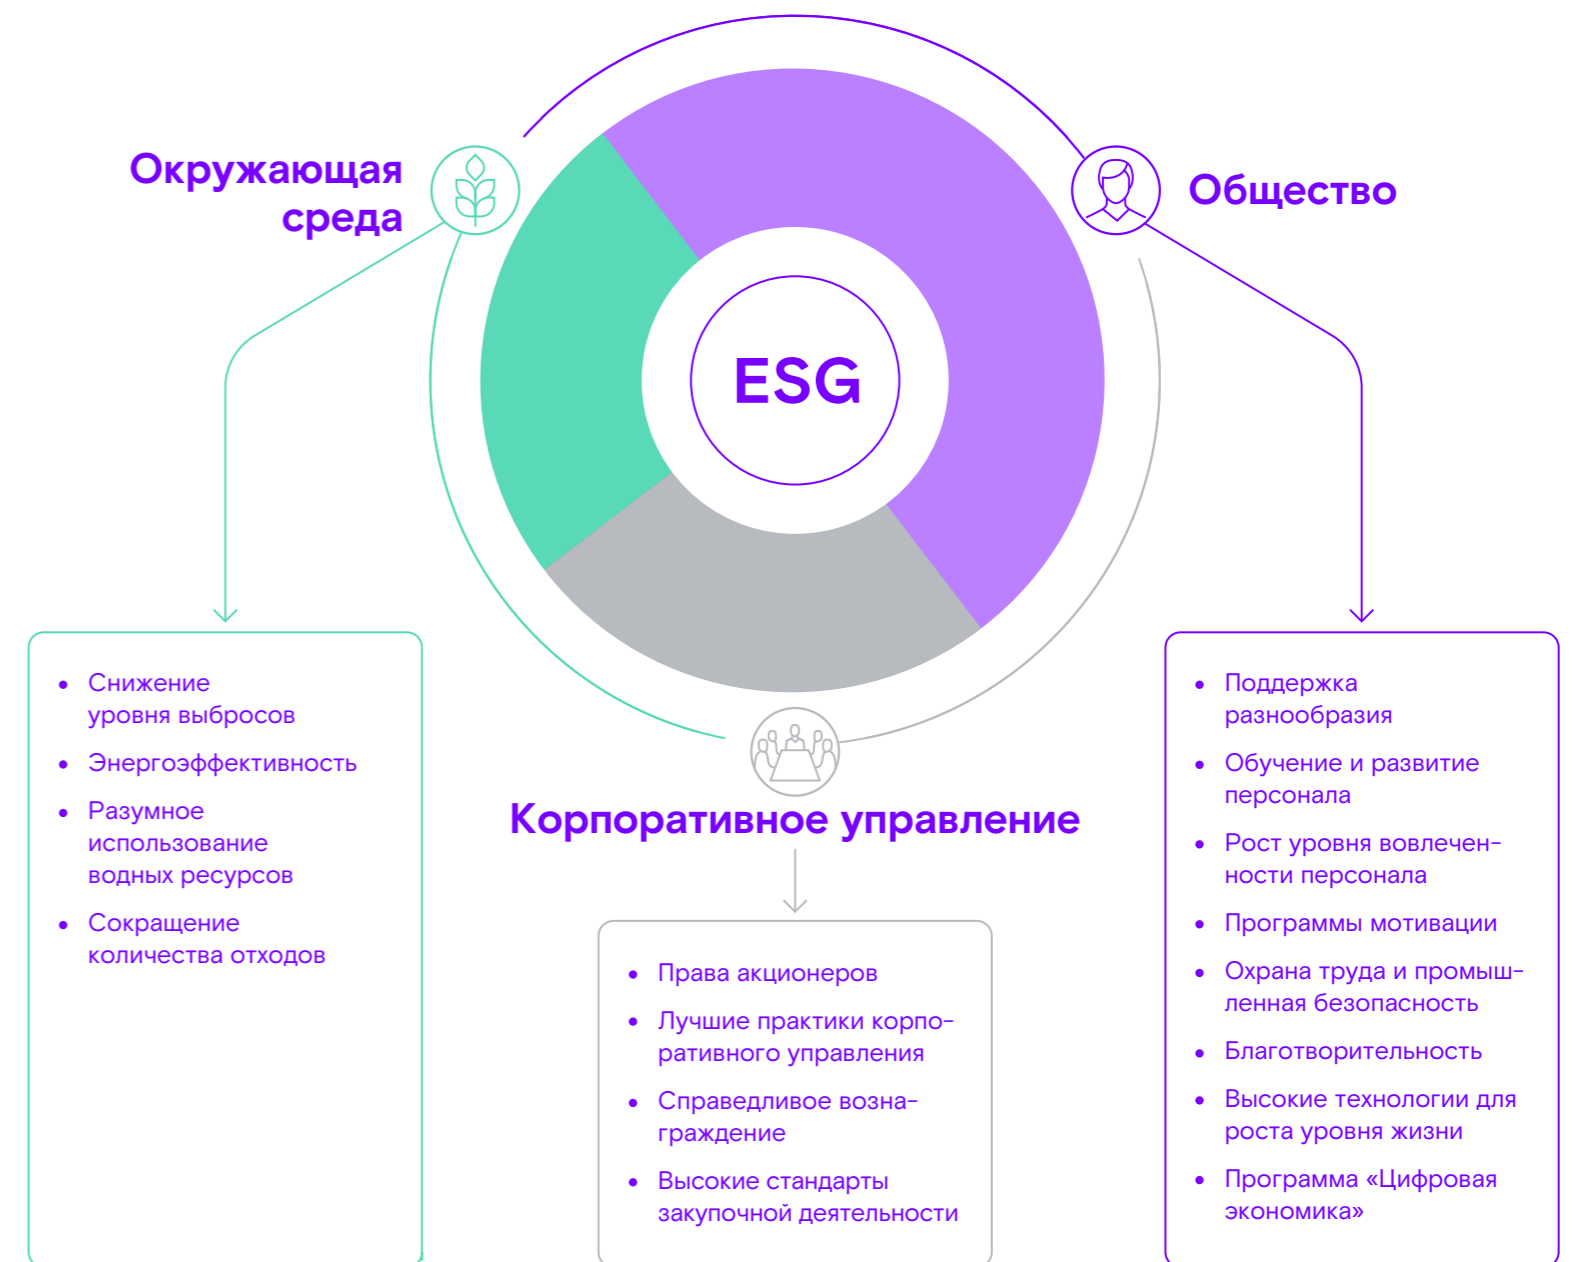 Окружающая
среда
Общество
ESG
• Снижение
уровня выбросов
• Энергоэффективность
• Разумное
использование
водных ресурсов
• Сокращение
количества отходов
Корпоративное управление
• Права акционеров
• Лучшие практики корпо-
ративного управления
• Справедливое возна-
граждение
• Высокие стандарты
закупочной деятельности
• Поддержка
разнообразия
• Обучение и развитие
персонала
• Рост уровня вовлечен-
ности персонала
• Программы мотивации
• Охрана труда и промыш-
ленная безопасность
• Благотворительность
• Высокие технологии для
роста уровня жизни
• Программа «Цифровая
экономика»